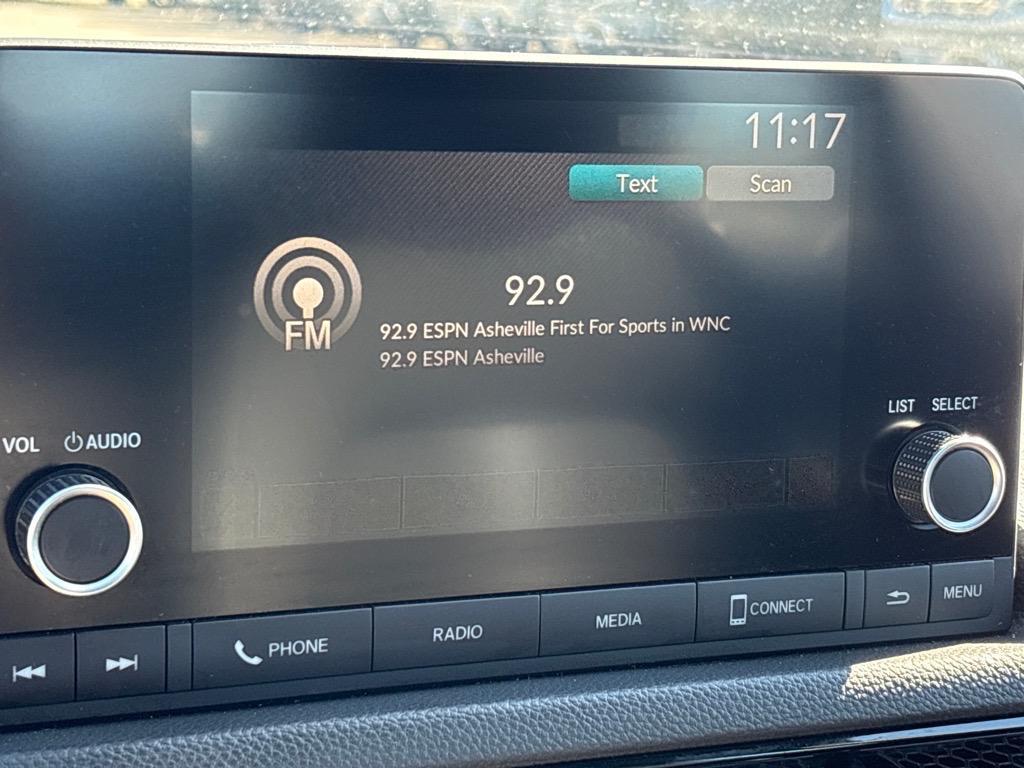 11:17
Text Scan
92.9
FM
92.9 ESPN Asheville First For Sports in WNC
92.9 ESPN Asheville
LIST SELECT
VOL AUDIO
PHONE RADIO MEDIA CONNECT MENU